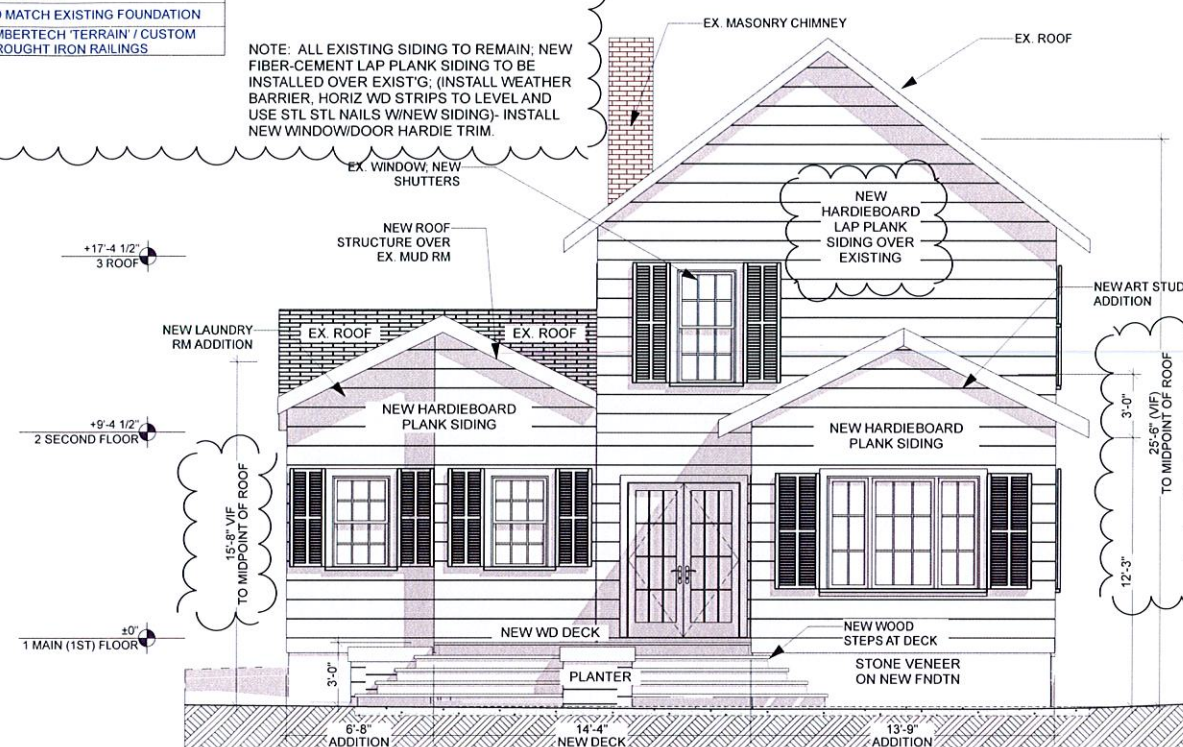 MATCH EXISTING FOUNDATION
'TERRAIN' / CUSTOM
IRON RAILINGS
NOTE: ALL EXISTING SIDING TO REMAIN; NEW
FIBER-CEMENT LAP PLANK SIDING TO BE
INSTALLED OVER EXIST'G; (INSTALL WEATHER
BARRIER, HORIZ WD STRIPS TO LEVEL AND
USE STL STL NAILS W/NEW SIDING)- INSTALL
NEW WINDOW/DOOR HARDIE TRIM.
EX. MASONRY CHIMNEY
EX. ROOF
EX. WINDOW; NEW
SHUTTERS
NEW
HARDIEBOARD
LAP PLANK
SIDING OVER
EXISTING
NEW ROOF
STRUCTURE OVER
EX. MUD RM
+17'-4 1/2"
3 ROOF
NEW ART
ADDITION
NEW LAUNDRY
RM ADDITION
EX. ROOF
EX. ROOF
NEW HARDIEBOARD
PLANK SIDING
NEW HARDIEBOARD
PLANK SIDING
+9'-4 1/2"
2 SECOND FLOOR
3'-0"
25'-6" (VIF)
TO MIDPOINT OF ROOF
12'-3"
15'-8" VIF
TO MIDPOINT OF ROOF
±0"
1 MAIN (1ST) FLOOR
NEW WD DECK
NEW WOOD
STEPS AT DECK
3'-0"
PLANTER
STONE VENEER
ON NEW FNDTN
6'-8"
ADDITION
14'-4"
NEW DECK
13'-9"
ADDITION